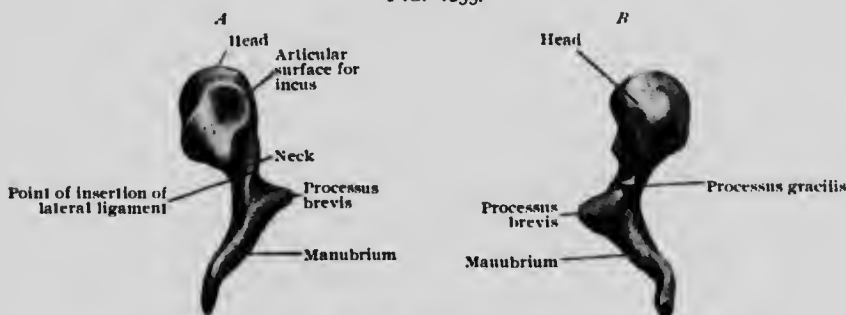 A
Head
Articular
surface for
incus
Neck
Point of insertion of
lateral ligament
Processus
brevis
Manubrium
B
Head
Processus gracilis
Processus
brevis
Manubrium